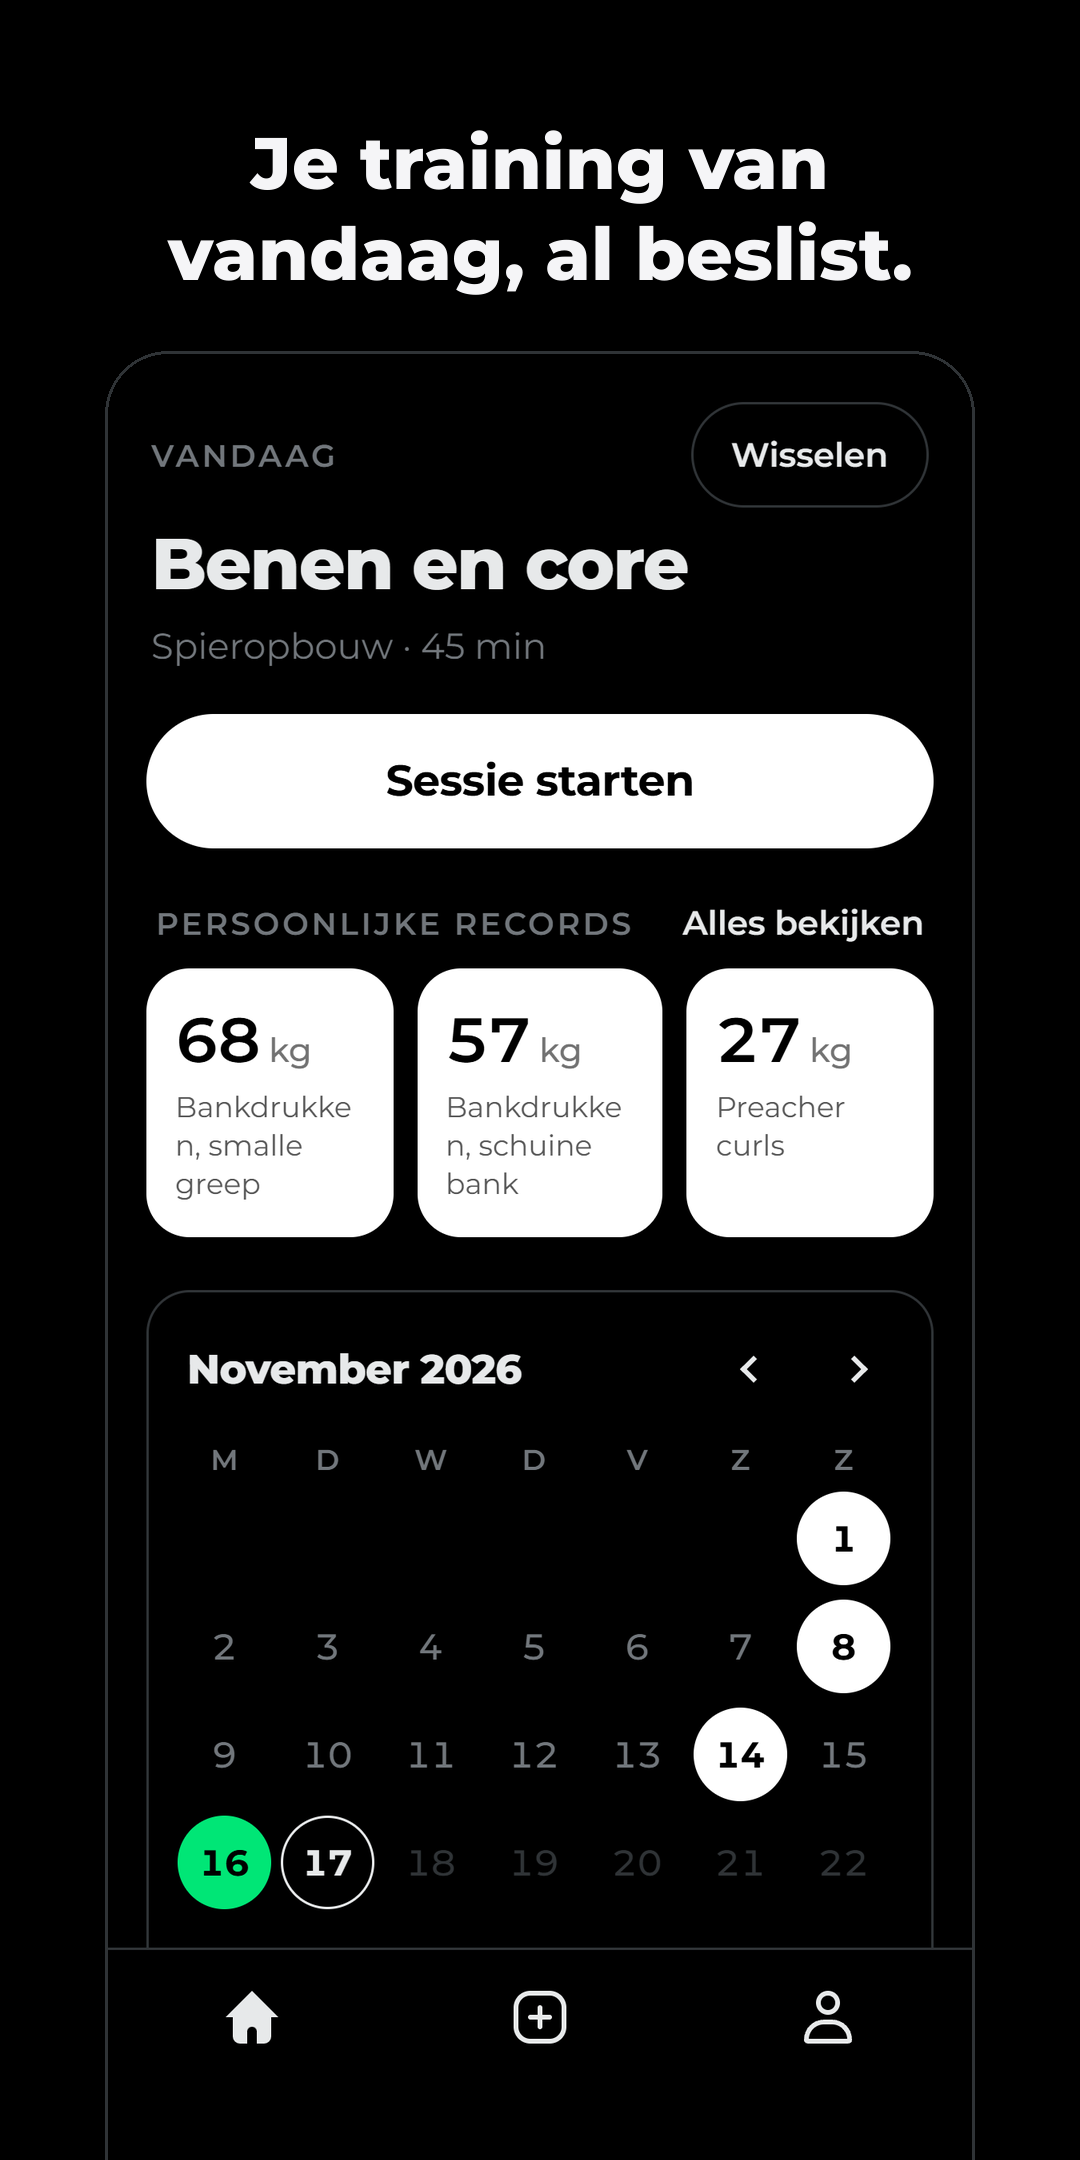 Je training van
vandaag, al beslist.
VANDAAG
Wisselen
Benen en core
Spieropbouw · 45 min
Sessie starten
PERSOONLIJKE RECORDS
Alles bekijken
68 kg
Bankdrukke
n, smalle
greep
57 kg
Bankdrukke
n, schuine
bank
27 kg
Preacher
curls
November 2026
M D W D V Z Z
1
2 3 4 5 6 7 8
9 10 11 12 13 14 15
16 17 18 19 20 21 22